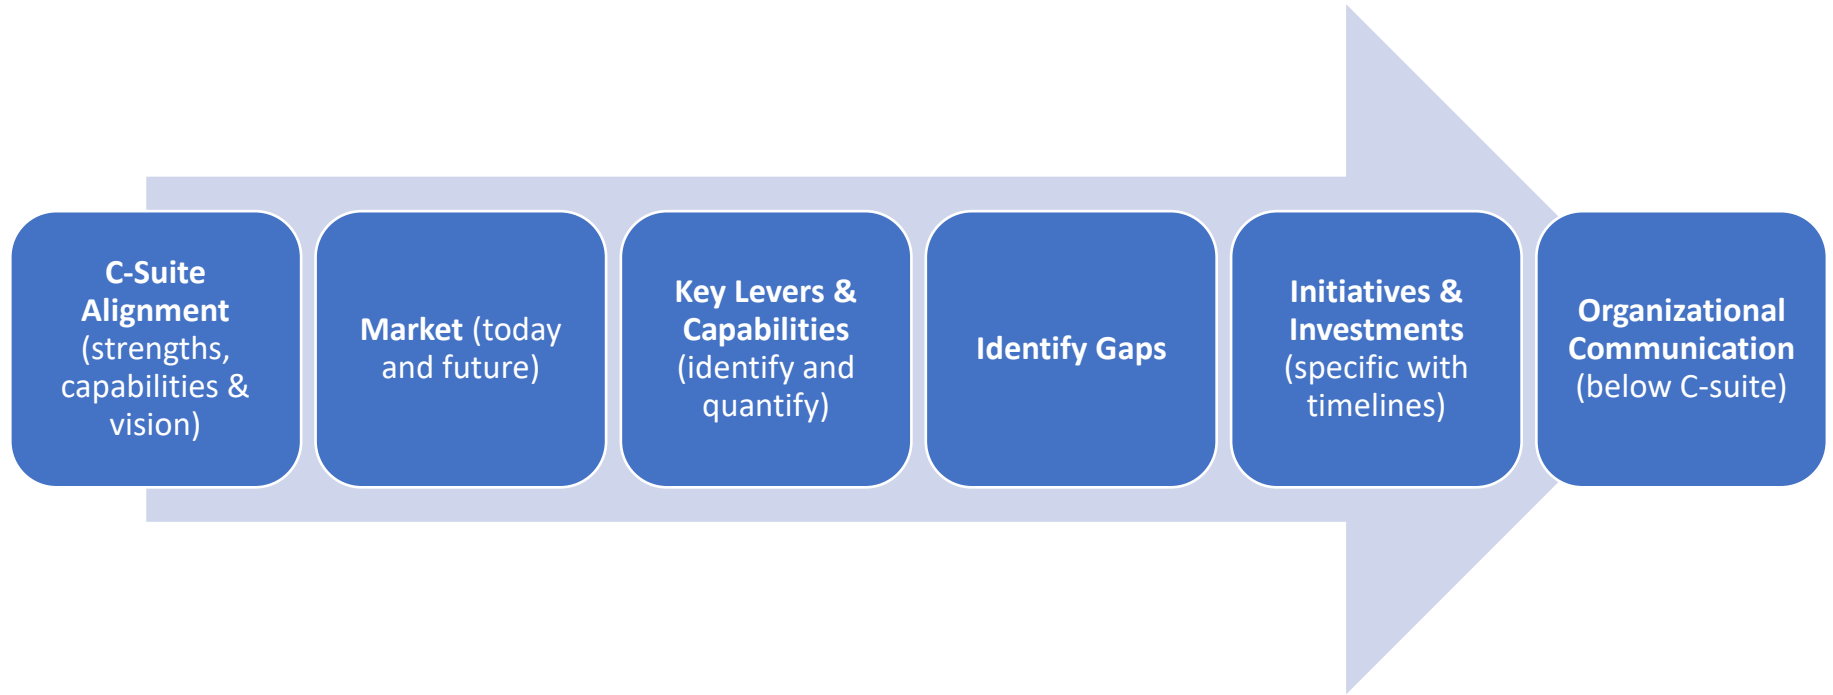 C-Suite
Alignment
(strengths,
capabilities &
vision)
Market (today
and future)
Key Levers &
Capabilities
(identify and
quantify)
Identify Gaps
Initiatives &
Investments
(specific with
timelines)
Organizational
Communication
(below C-suite)